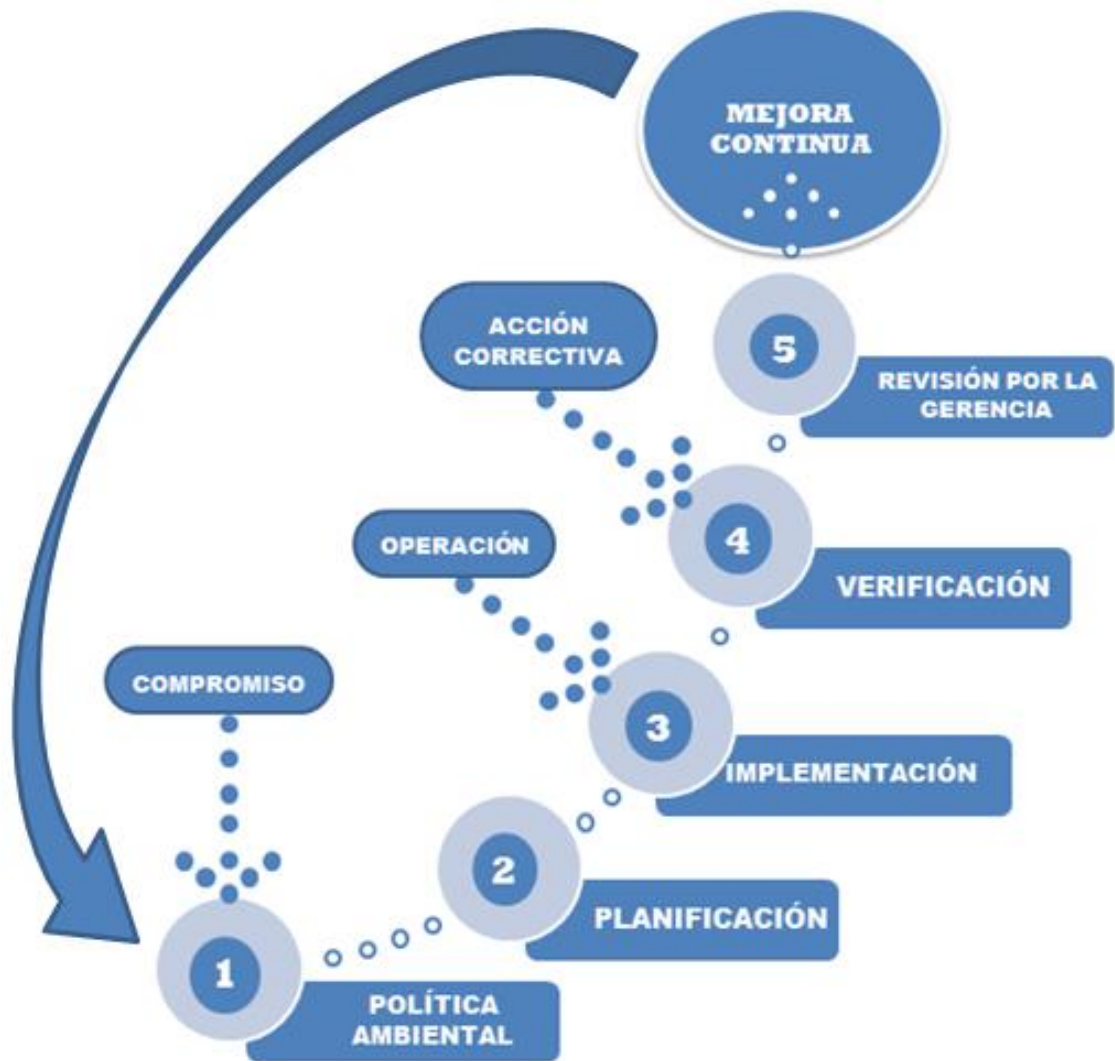 MEJORA
CONTINUA
ACCIÓN
CORRECTIVA
5
REVISIÓN POR LA
GERENCIA
4
OPERACIÓN
VERIFICACIÓN
COMPROMISO
3
IMPLEMENTACIÓN
2
PLANIFICACIÓN
1
POLÍTICA
AMBIENTAL